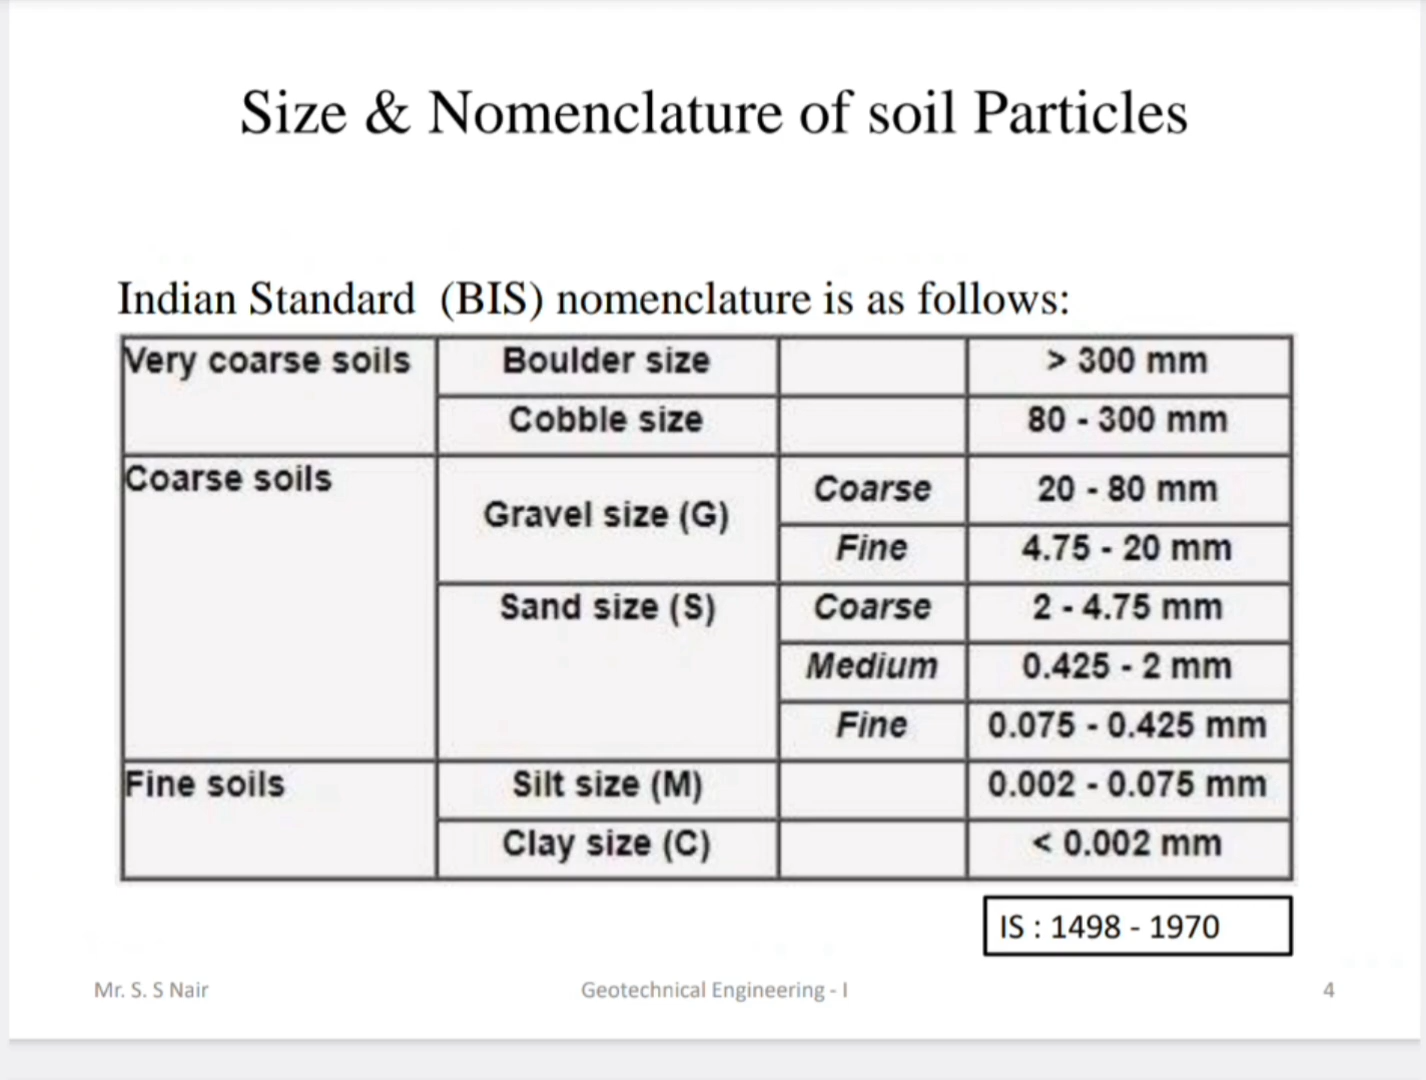 Size & Nomenclature of soil Particles
Indian Standard (BIS) nomenclature is as follows:
Very coarse soils Boulder size > 300 mm
Cobble size 80 - 300 mm
Coarse soils Gravel size (G) Coarse 20 - 80 mm
Fine 4.75 - 20 mm
Sand size (S) Coarse 2 - 4.75 mm
Medium 0.425 - 2 mm
Fine 0.075 - 0.425 mm
Fine soils Silt size (M) 0.002 - 0.075 mm
Clay size (C) < 0.002 mm
IS : 1498 - 1970
Mr. S. S Nair Geotechnical Engineering - I 4